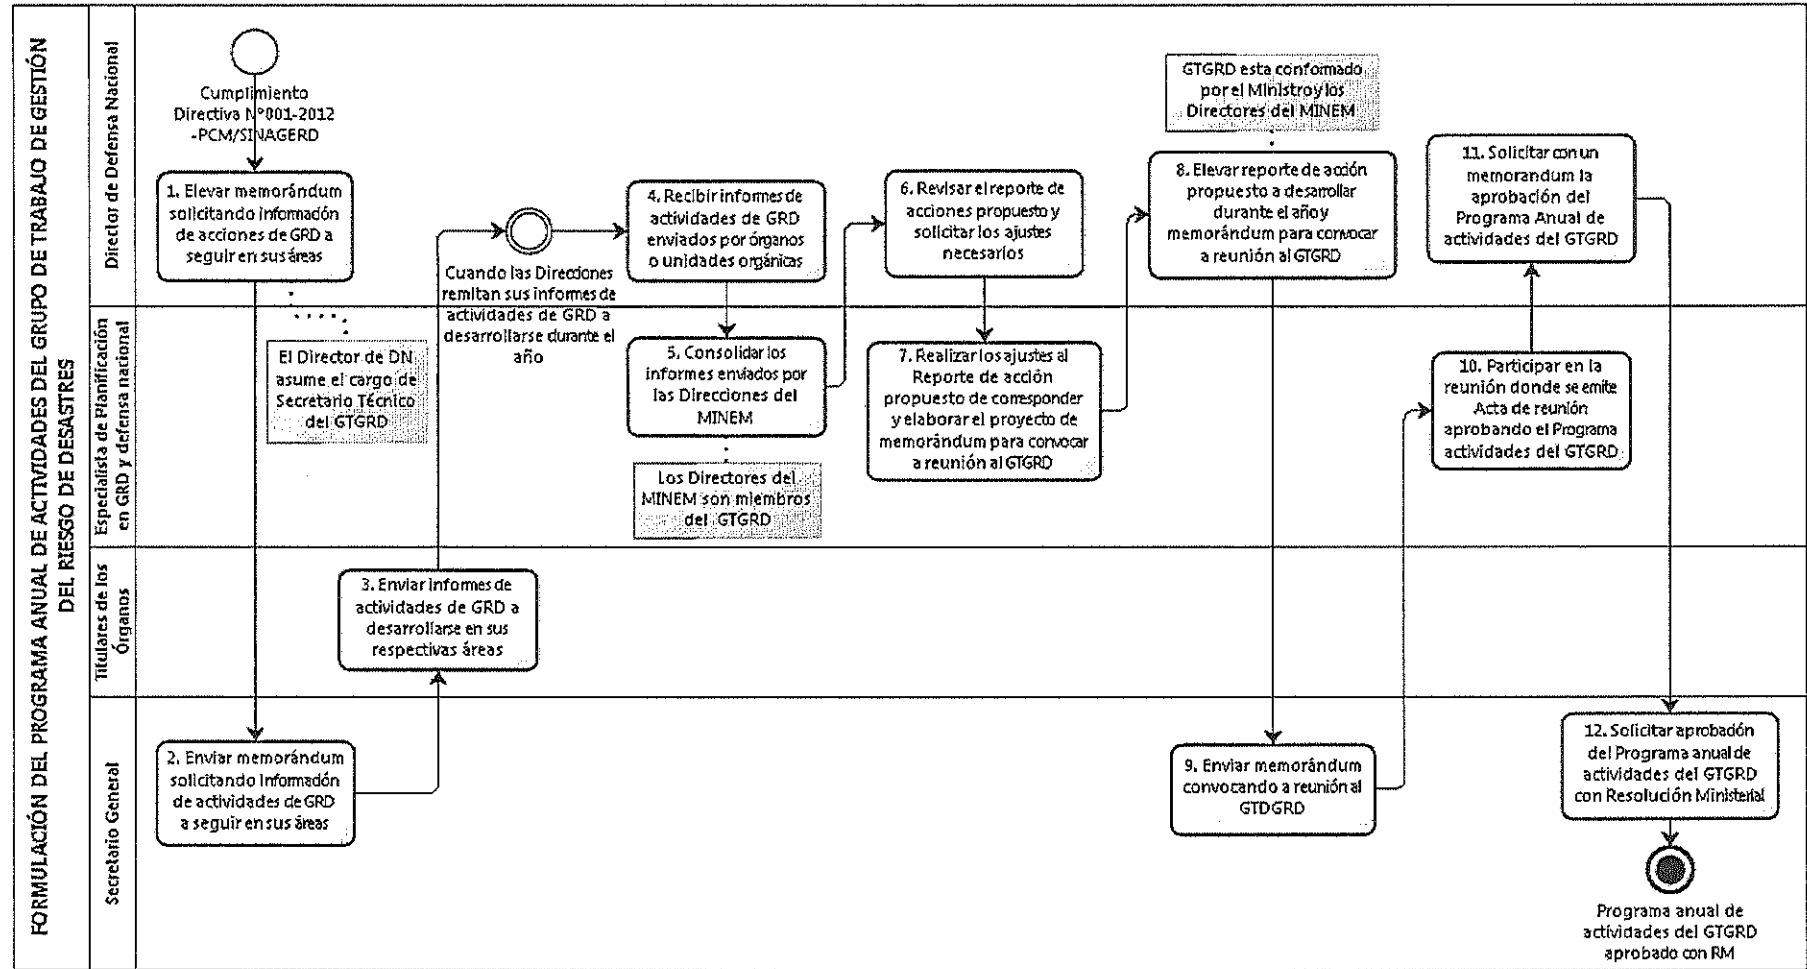 FORMULACIÓN DEL PROGRAMA ANUAL DE ACTIVIDADES DEL GRUPO DE TRABAJO DE GESTIÓN
DEL RIESGO DE DESASTRES
Director de Defensa Nacional
Cumplimiento
Directiva N°001-2012
-PCM/SINAGERD
1. Elevar memorándum
solicitando información
de acciones de GRD a
seguir en sus áreas
Cuando las Direcciones
remitan sus informes de
actividades de GRD a
desarrollarse durante el
año
4. Recibir informes de
actividades de GRD
enviados por órganos
o unidades orgánicas
6. Revisar el reporte de
acciones propuesto y
solicitar los ajustes
necesarios
GTGRD esta conformado
por el Ministro y los
Directores del MINEM
8. Elevar reporte de acción
propuesto a desarrollar
durante el año y
memorándum para convocar
a reunión al GTGRD
11. Solicitar con un
memorandum la
aprobación del
Programa Anual de
actividades del GTGRD
Especialista de Planificación
en GRD y defensa nacional
El Director de DN
asume el cargo de
Secretario Técnico
del GTGRD
5. Consolidar los
informes enviados por
las Direcciones del
MINEM
Los Directores del
MINEM son miembros
del GTGRD
7. Realizar los ajustes al
Reporte de acción
propuesto de corresponder
y elaborar el proyecto de
memorándum para convocar
a reunión al GTGRD
10. Participar en la
reunión donde se emite
Acta de reunión
aprobando el Programa
actividades del GTGRD
Titulares de los
Órganos
3. Enviar informes de
actividades de GRD a
desarrollarse en sus
respectivas áreas
Secretario General
2. Enviar memorándum
solicitando información
de actividades de GRD
a seguir en sus áreas
9. Enviar memorándum
convocando a reunión al
GTDGRD
12. Solicitar aprobación
del Programa anual de
actividades del GTGRD
con Resolución Ministerial
Programa anual de
actividades del GTGRD
aprobado con RM